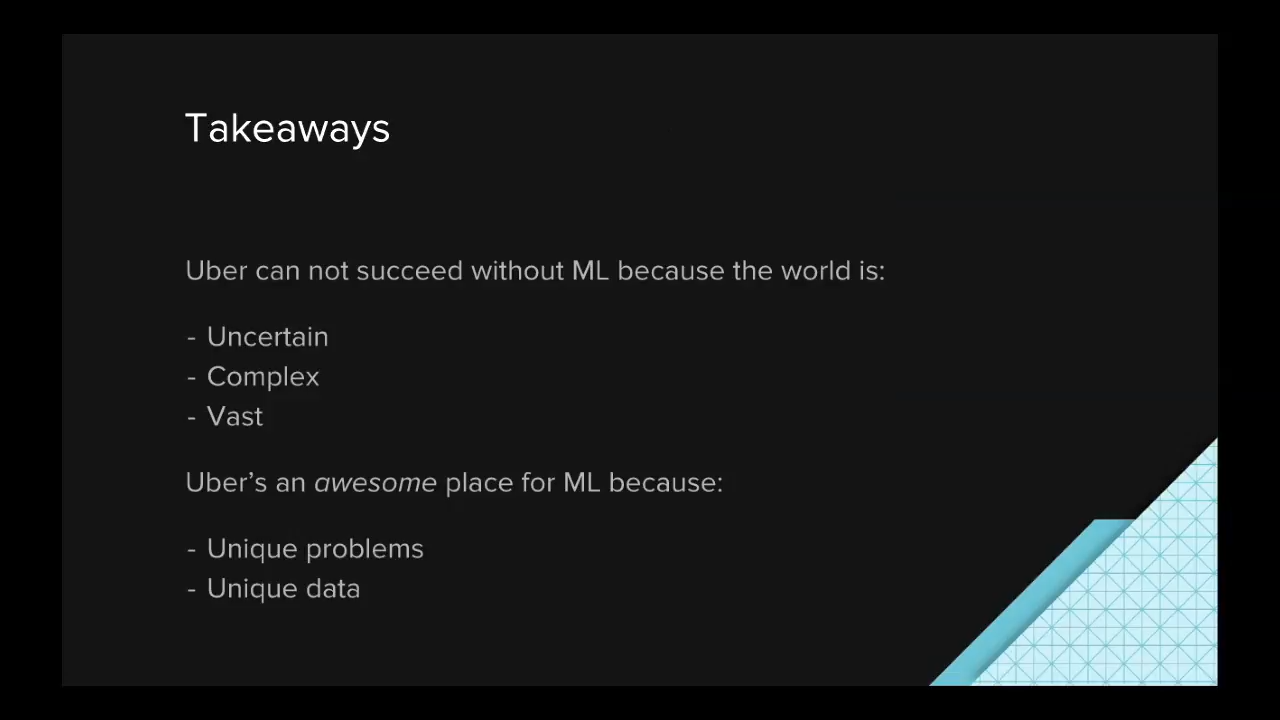 Takeaways
Uber can not succeed without ML because the world is:
- Uncertain
- Complex
- Vast
Uber’s an awesome place for ML because:
- Unique problems
- Unique data